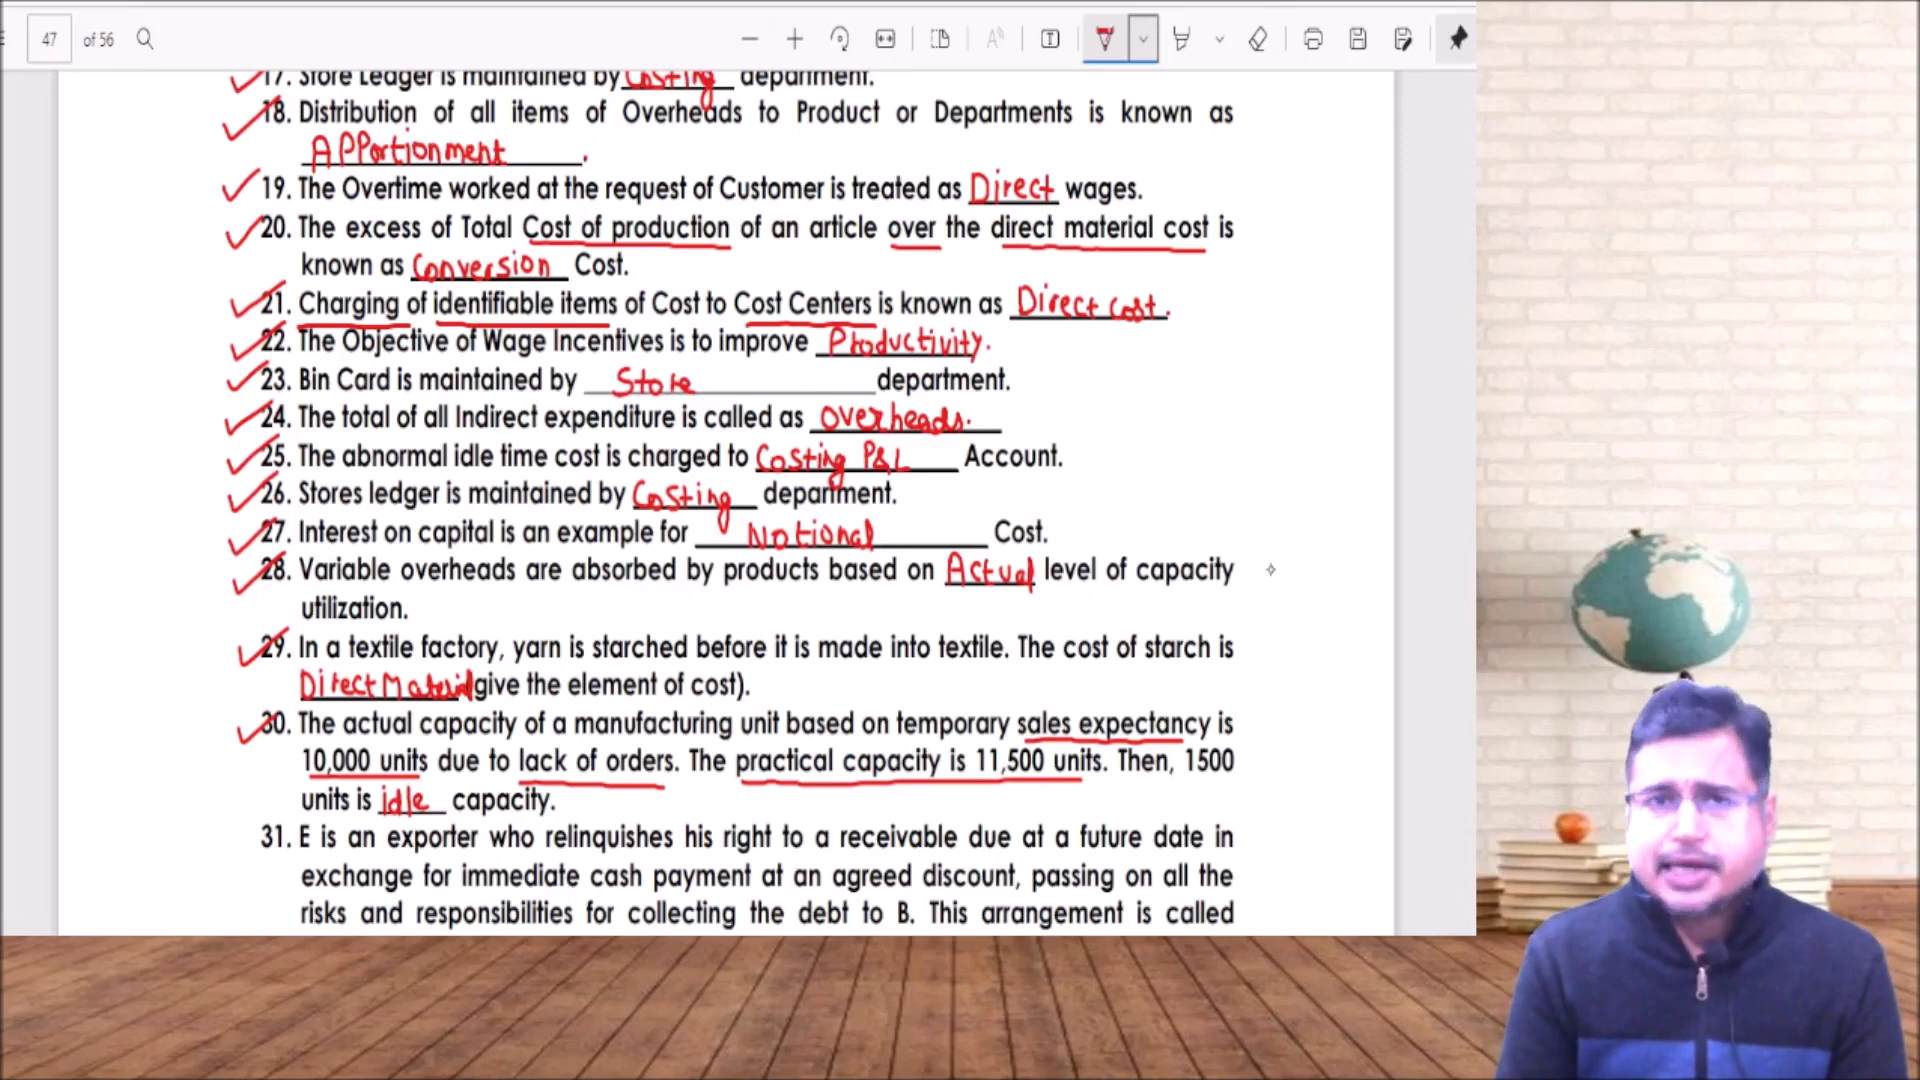 47 of 56
17. Store Ledger is maintained by Costing department.
18. Distribution of all items of Overheads to Product or Departments is known as
Apportionment.
19. The Overtime worked at the request of Customer is treated as Direct wages.
20. The excess of Total Cost of production of an article over the direct material cost is
known as Conversion Cost.
21. Charging of identifiable items of Cost to Cost Centers is known as Direct Cost.
22. The Objective of Wage Incentives is to improve Productivity.
23. Bin Card is maintained by Store department.
24. The total of all Indirect expenditure is called as overheads.
25. The abnormal idle time cost is charged to Costing P&L Account.
26. Stores ledger is maintained by Costing department.
27. Interest on capital is an example for Notional Cost.
28. Variable overheads are absorbed by products based on Actual level of capacity
utilization.
29. In a textile factory, yarn is starched before it is made into textile. The cost of starch is
Direct Material give the element of cost).
30. The actual capacity of a manufacturing unit based on temporary sales expectancy is
10,000 units due to lack of orders. The practical capacity is 11,500 units. Then, 1500
units is idle capacity.
31. E is an exporter who relinquishes his right to a receivable due at a future date in
exchange for immediate cash payment at an agreed discount, passing on all the
risks and responsibilities for collecting the debt to B. This arrangement is called